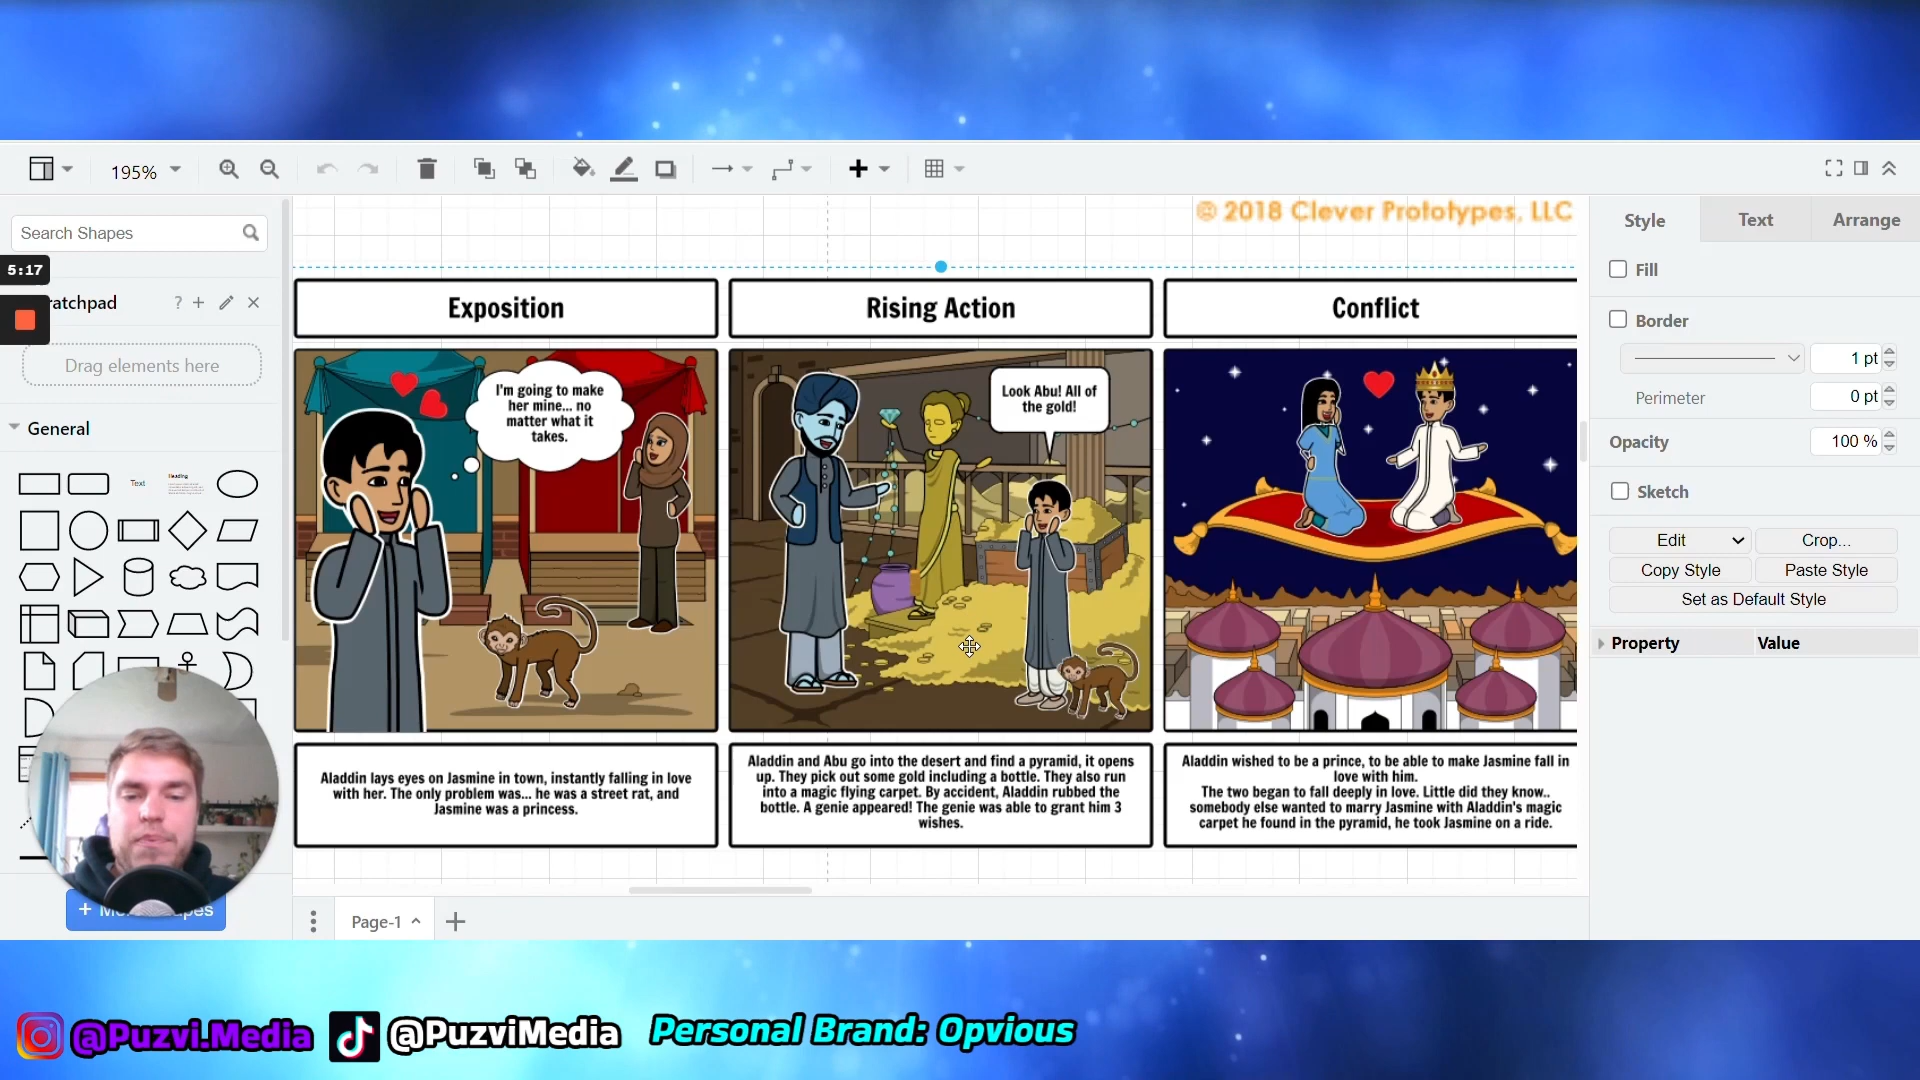 195%
Search Shapes
© 2018 Clever Prototypes, LLC
Style
Text
Arrange
5:17
ratchpad
?
Drag elements here
General
Text
Heading
Fill
Border
1 pt
Perimeter
0 pt
Opacity
100 %
Sketch
Edit
Crop...
Copy Style
Paste Style
Set as Default Style
Property
Value
Exposition
I'm going to make
her mine... no
matter what it
takes.
Aladdin lays eyes on Jasmine in town, instantly falling in love
with her. The only problem was... he was a street rat, and
Jasmine was a princess.
Rising Action
Look Abu! All of
the gold!
Aladdin and Abu go into the desert and find a pyramid, it opens
up. They pick out some gold including a bottle. They also run
into a magic flying carpet. By accident, Aladdin rubbed the
bottle. A genie appeared! The genie was able to grant him 3
wishes.
Conflict
Aladdin wished to be a prince, to be able to make Jasmine fall in
love with him.
The two began to fall deeply in love. Little did they know..
somebody else wanted to marry Jasmine with Aladdin's magic
carpet he found in the pyramid, he took Jasmine on a ride.
Page-1
@Puzvi.Media
@PuzviMedia
Personal Brand: Opvious